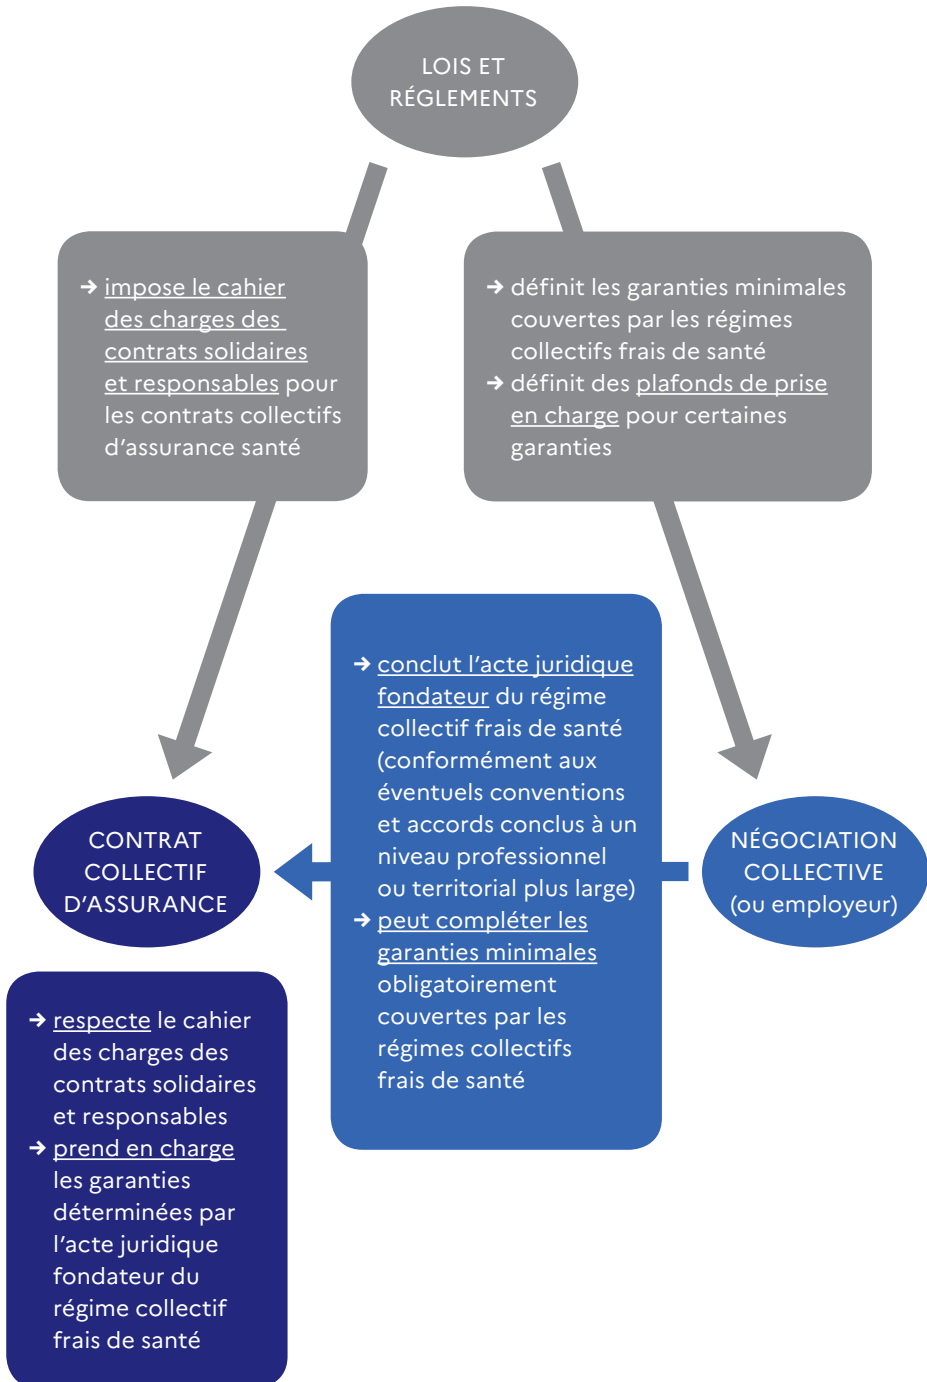 LOIS ET
RÉGLEMENTS
→ impose le cahier
des charges des
contrats solidaires
et responsables pour
les contrats collectifs
d’assurance santé
→ définit les garanties minimales
couvertes par les régimes
collectifs frais de santé
→ définit des plafonds de prise
en charge pour certaines
garanties
→ conclut l’acte juridique
fondateur du régime
collectif frais de santé
(conformément aux
éventuels conventions
et accords conclus à un
niveau professionnel
ou territorial plus large)
→ peut compléter les
garanties minimales
obligatoirement
couvertes par les
régimes collectifs
frais de santé
CONTRAT
COLLECTIF
D’ASSURANCE
NÉGOCIATION
COLLECTIVE
(ou employeur)
→ respecte le cahier
des charges des
contrats solidaires
et responsables
→ prend en charge
les garanties
déterminées par
l’acte juridique
fondateur du
régime collectif
frais de santé